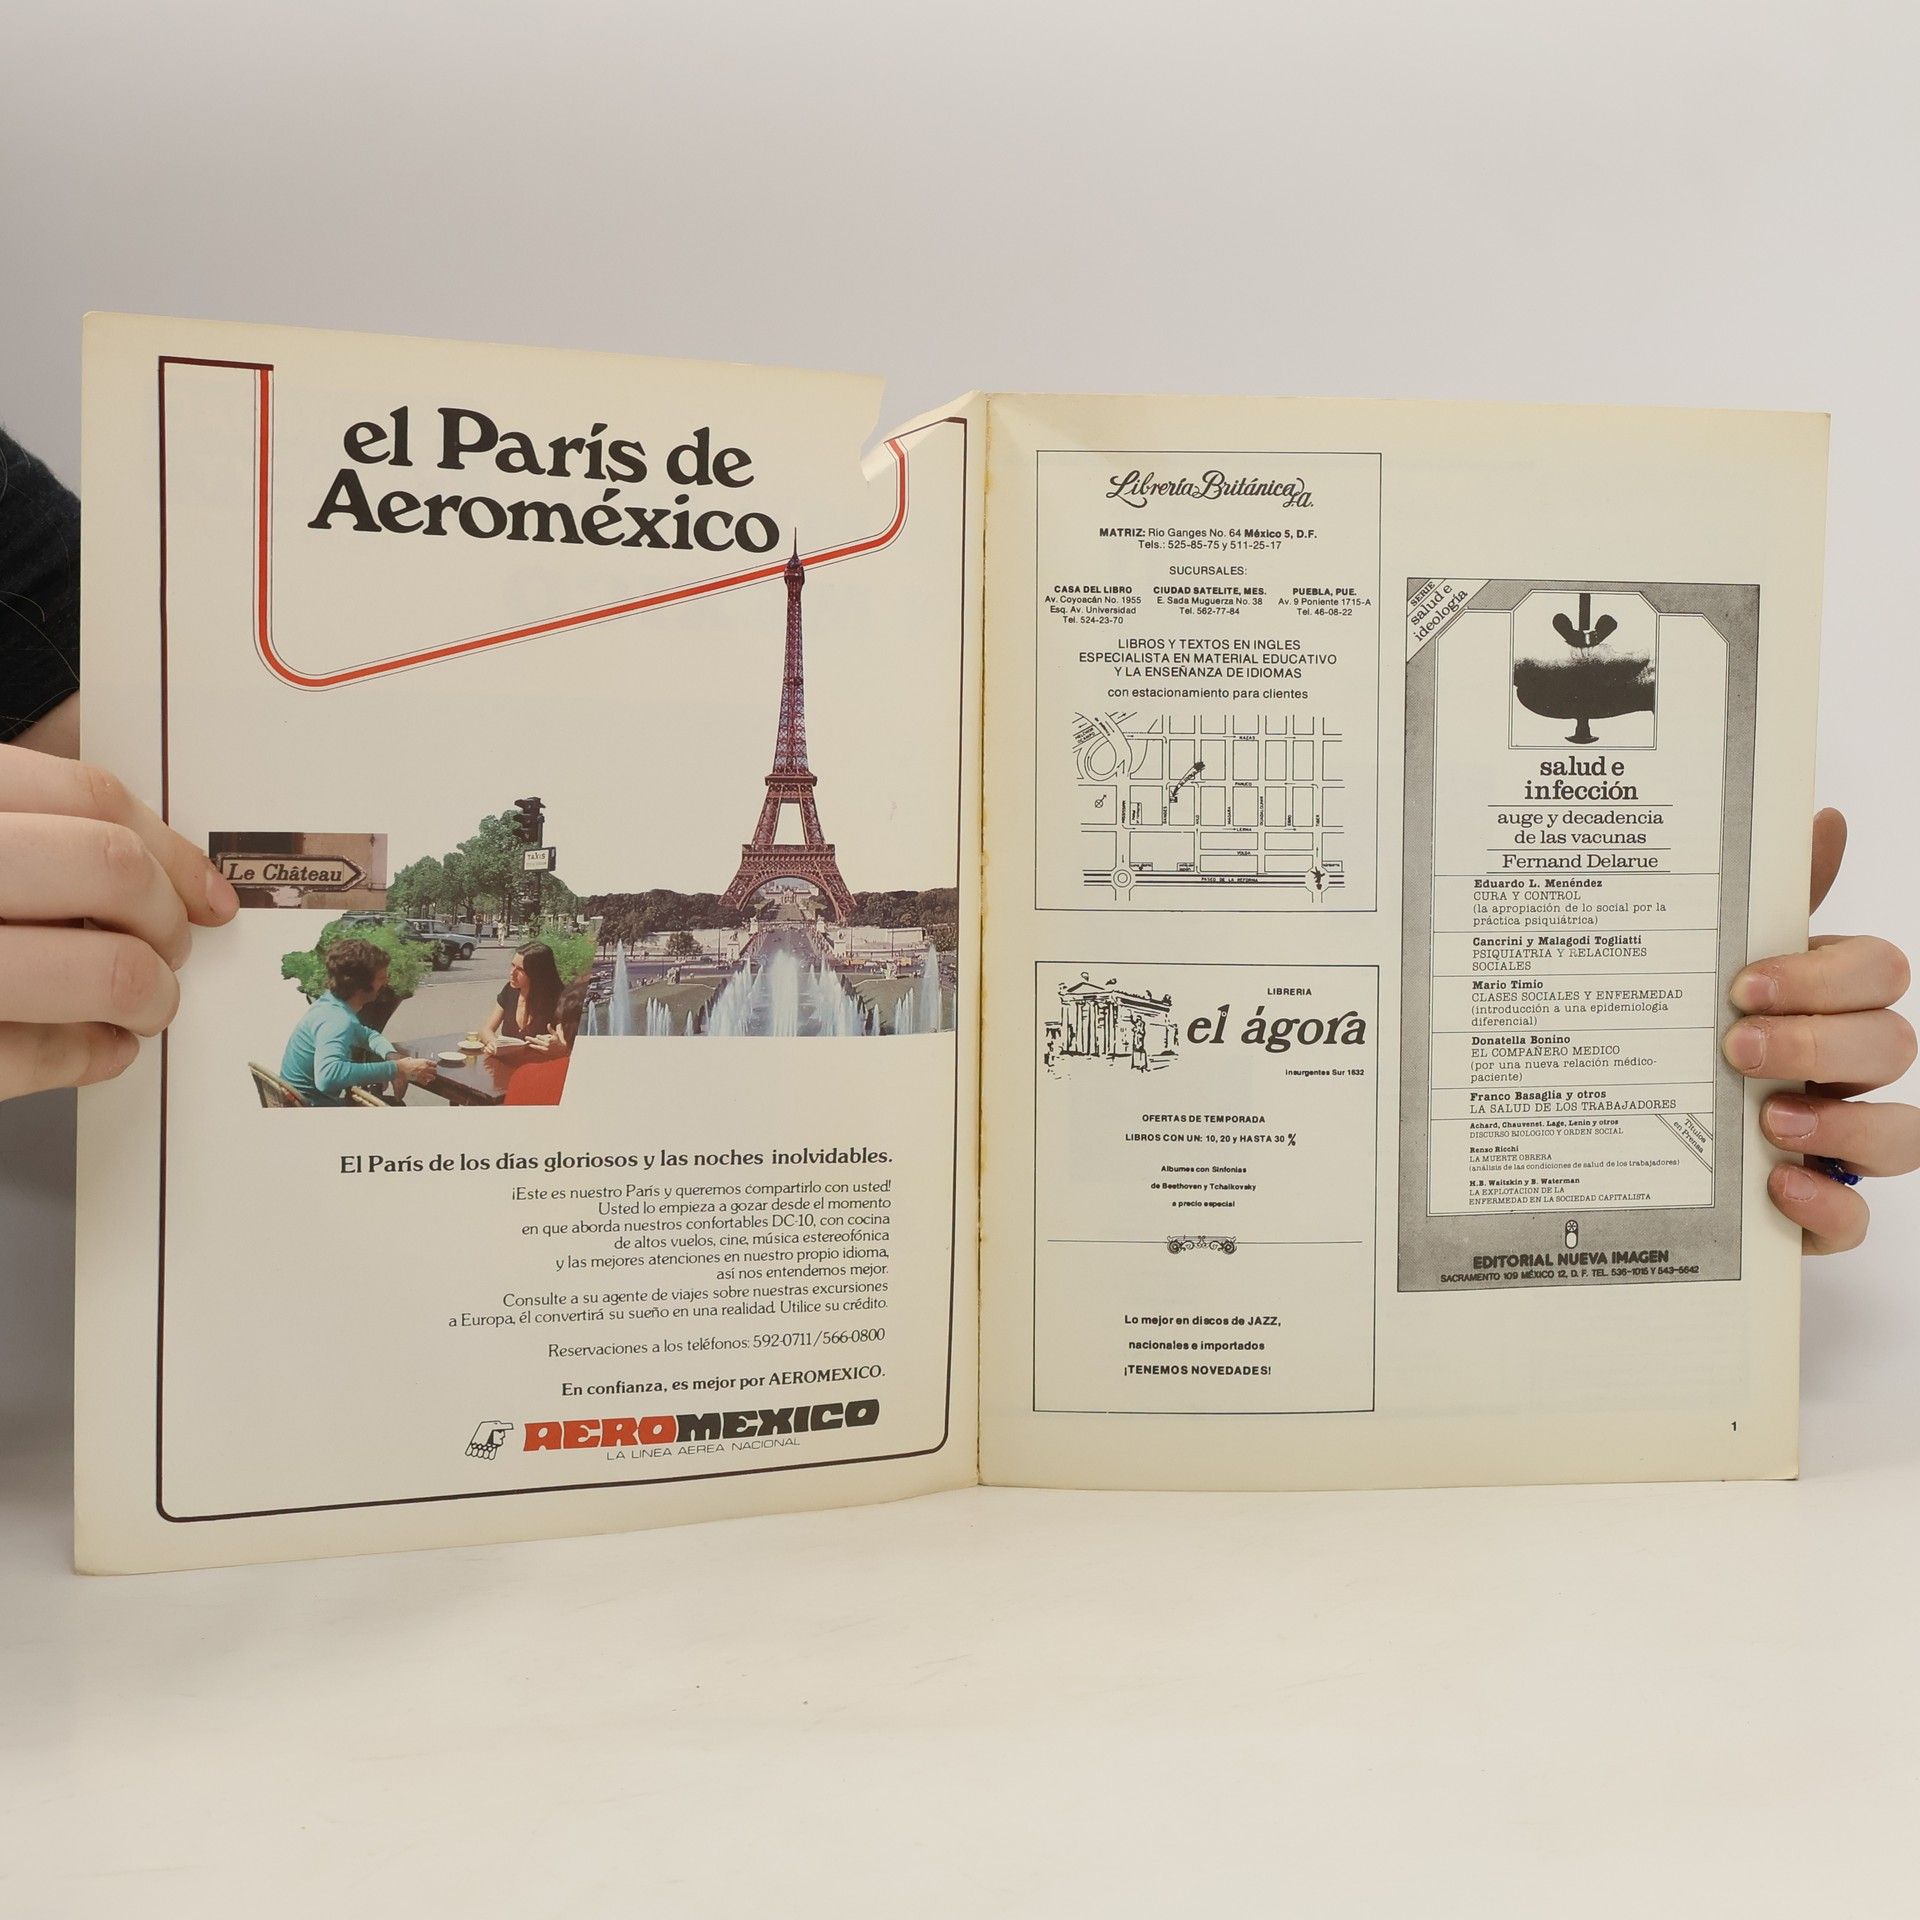 el París de
Aeroméxico
Le Château
TAXIS
El París de los días gloriosos y las noches inolvidables.
¡Este es nuestro París y queremos compartirlo con usted!
Usted lo empieza a gozar desde el momento
en que aborda nuestros confortables DC-10, con cocina
de altos vuelos, cine, música estereofónica
y las mejores atenciones en nuestro propio idioma,
así nos entendemos mejor.
Consulte a su agente de viajes sobre nuestras excursiones
a Europa, él convertirá su sueño en una realidad. Utilice su crédito.
Reservaciones a los teléfonos: 592-0711/566-0800
En confianza, es mejor por AEROMEXICO.
AEROMEXICO
LA LINEA AEREA NACIONAL
Librería Británica, s.a.
MATRIZ: Rio Ganges No. 64 México 5, D.F.
Tels.: 525-85-75 y 511-25-17
SUCURSALES:
CASA DEL LIBRO
Av. Coyoacán No. 1955
Esq. Av. Universidad
Tel. 524-23-70
CIUDAD SATELITE, MES.
E. Sada Muguerza No. 38
Tel. 562-77-84
PUEBLA, PUE.
Av. 9 Poniente 1715-A
Tel. 46-08-22
LIBROS Y TEXTOS EN INGLES
ESPECIALISTA EN MATERIAL EDUCATIVO
Y LA ENSEÑANZA DE IDIOMAS
con estacionamiento para clientes
MELCHOR
OCAMPO
NAZAS
PANUCO
LERMA
VOLGA
PASEO DE LA REFORMA
LIBRERIA
el ágora
Insurgentes Sur 1632
OFERTAS DE TEMPORADA
LIBROS CON UN: 10, 20 y HASTA 30 %
Albumes con Sinfonias
de Beethoven y Tchaikovsky
a precio especial
Lo mejor en discos de JAZZ,
nacionales e importados
¡TENEMOS NOVEDADES!
SERIE
salud e
ideología
salud e
infección
auge y decadencia
de las vacunas
Fernand Delarue
Eduardo L. Menéndez
CURA Y CONTROL
(la apropiación de lo social por la
práctica psiquiátrica)
Cancrini y Malagodi Togliatti
PSIQUIATRIA Y RELACIONES
SOCIALES
Mario Timio
CLASES SOCIALES Y ENFERMEDAD
(introducción a una epidemiología
diferencial)
Donatella Bonino
EL COMPAÑERO MEDICO
(por una nueva relación médico-
paciente)
Franco Basaglia y otros
LA SALUD DE LOS TRABAJADORES
Títulos
en Prensa
Achard, Chauvenet, Lage, Lenin y otros
DISCURSO BIOLOGICO Y ORDEN SOCIAL
Renzo Ricchi
LA MUERTE OBRERA
(análisis de las condiciones de salud de los trabajadores)
H.B. Waitzkin y B. Waterman
LA EXPLOTACION DE LA
ENFERMEDAD EN LA SOCIEDAD CAPITALISTA
EDITORIAL NUEVA IMAGEN
SACRAMENTO 109 MÉXICO 12, D. F. TEL. 536-1015 Y 543-5642
1